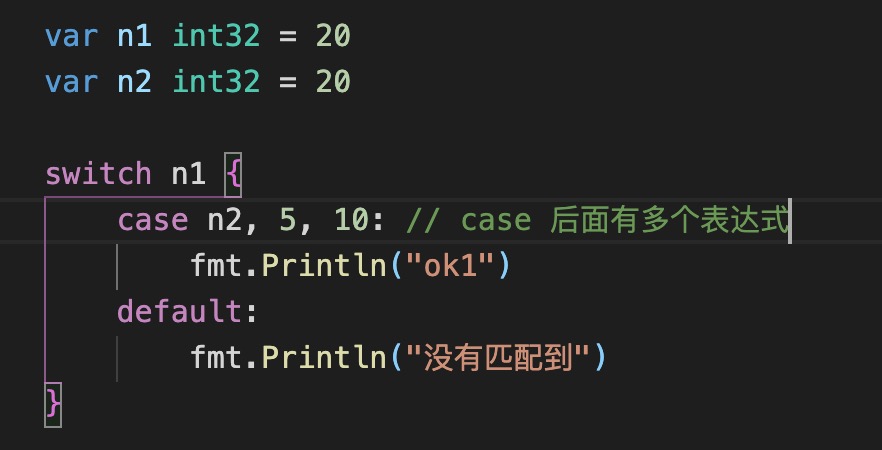 var n1 int32 = 20
var n2 int32 = 20
switch n1 {
case n2, 5, 10: // case 后面有多个表达式
fmt.Println("ok1")
default:
fmt.Println("没有匹配到")
}